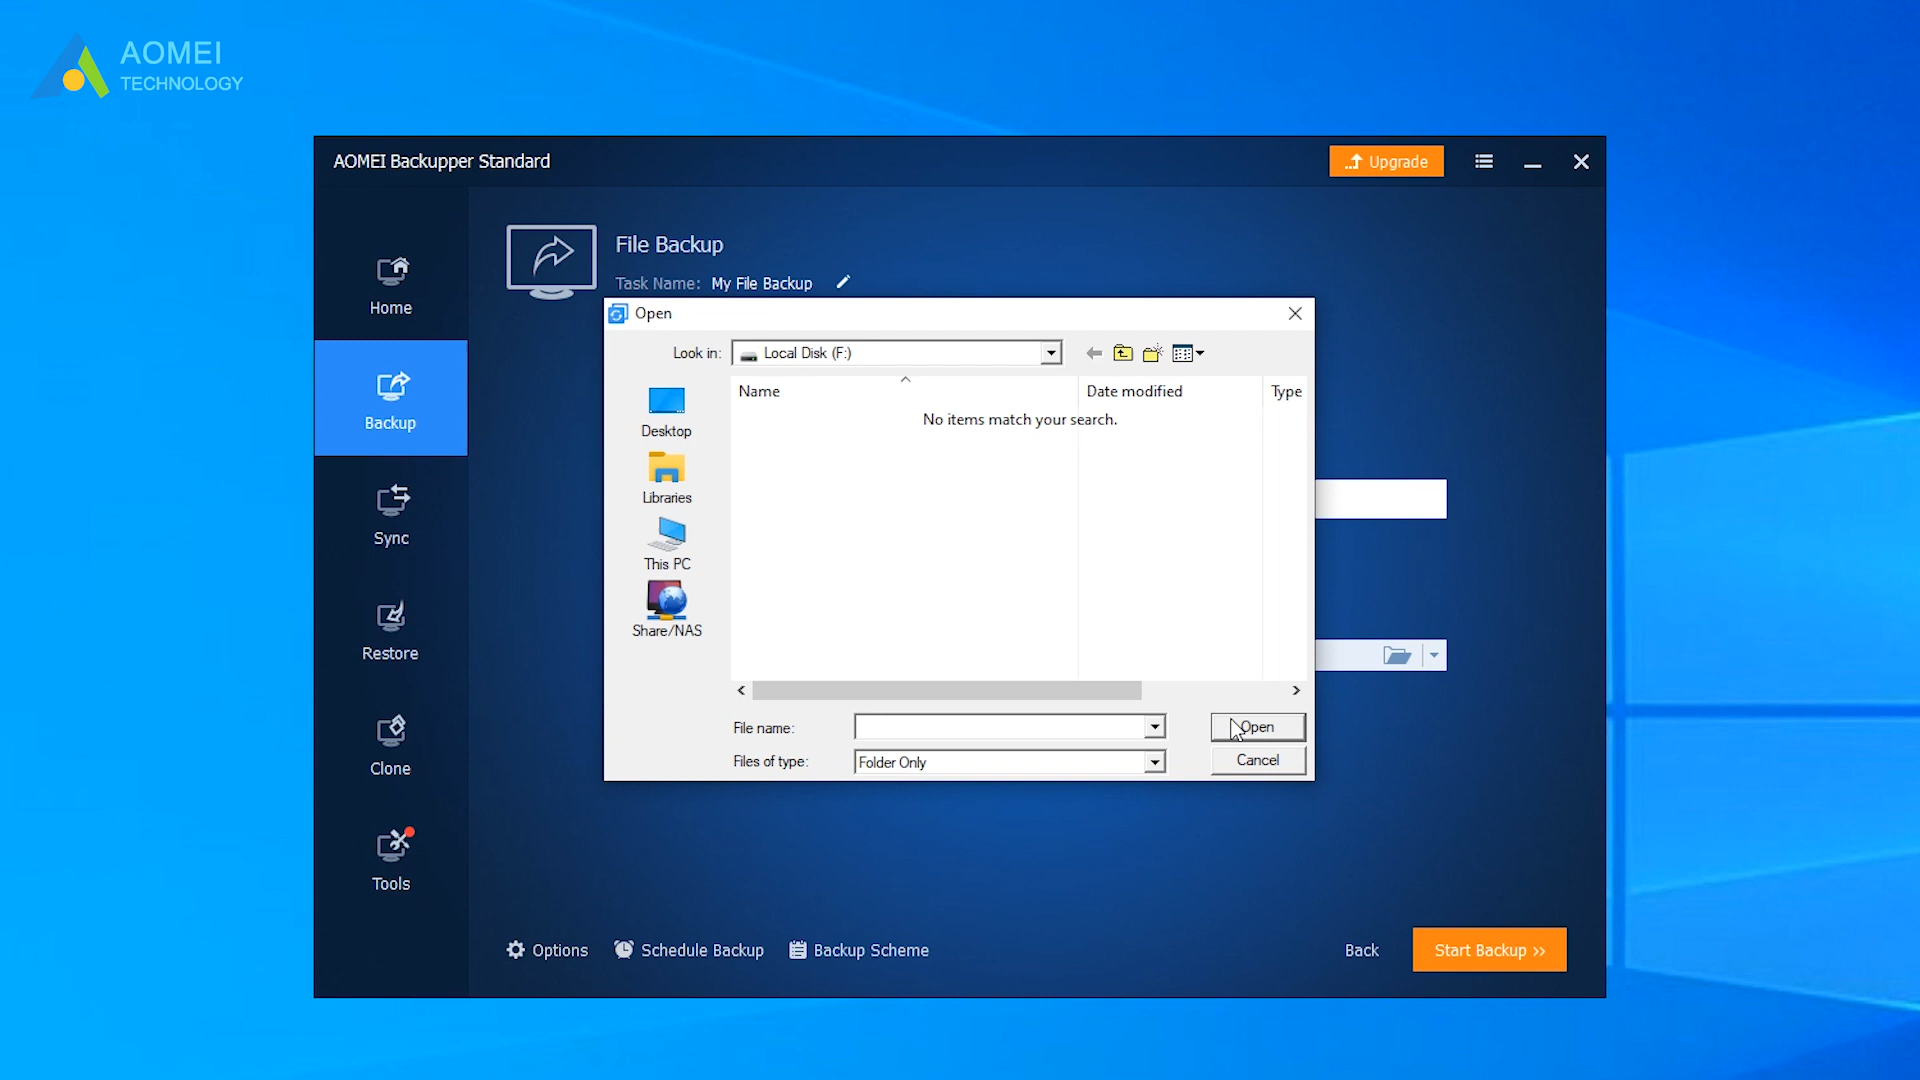 AOMEI
TECHNOLOGY
AOMEI Backupper Standard
Upgrade
File Backup
Task Name: My File Backup
Home
Backup
Sync
Restore
Clone
Tools
Open
Look in: Local Disk (F:)
Name Date modified Type
No items match your search.
Desktop
Libraries
This PC
Share/NAS
File name: Open
Files of type: Folder Only Cancel
Options Schedule Backup Backup Scheme Back Start Backup >>